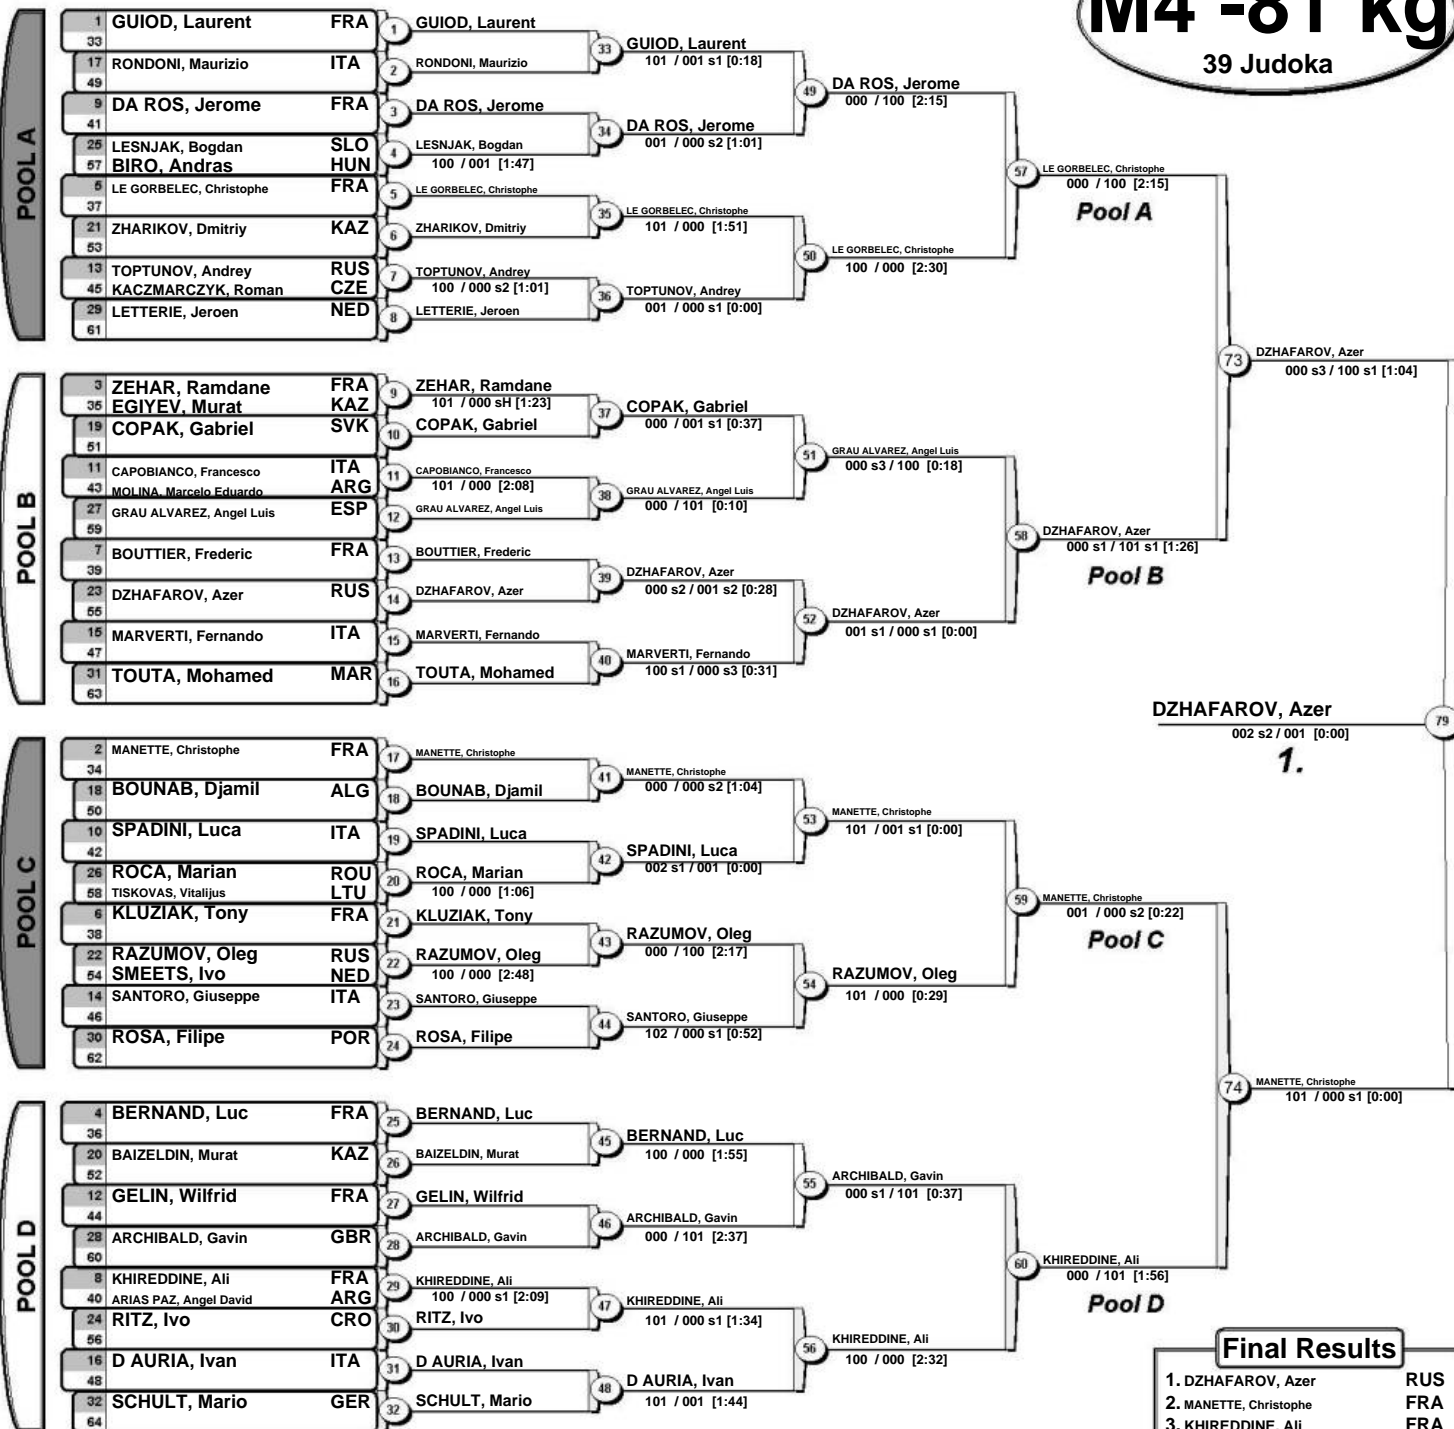 M4 -81 kg
39 Judoka
POOL A
1 GUIOD, Laurent FRA
33
17 RONDONI, Maurizio ITA
49
9 DA ROS, Jerome FRA
41
25 LESNJAK, Bogdan SLO
57 BIRO, Andras HUN
5 LE GORBELEC, Christophe FRA
37
21 ZHARIKOV, Dmitriy KAZ
53
13 TOPTUNOV, Andrey RUS
45 KACZMARCZYK, Roman CZE
29 LETTERIE, Jeroen NED
61
1 GUIOD, Laurent
2 RONDONI, Maurizio
3 DA ROS, Jerome
4 LESNJAK, Bogdan
100 / 001 [1:47]
5 LE GORBELEC, Christophe
6 ZHARIKOV, Dmitriy
7 TOPTUNOV, Andrey
100 / 000 s2 [1:01]
8 LETTERIE, Jeroen
33 GUIOD, Laurent
101 / 001 s1 [0:18]
34 DA ROS, Jerome
001 / 000 s2 [1:01]
35 LE GORBELEC, Christophe
101 / 000 [1:51]
36 TOPTUNOV, Andrey
001 / 000 s1 [0:00]
49 DA ROS, Jerome
000 / 100 [2:15]
50 LE GORBELEC, Christophe
100 / 000 [2:30]
57 LE GORBELEC, Christophe
000 / 100 [2:15]
Pool A
POOL B
3 ZEHAR, Ramdane FRA
35 EGIYEV, Murat KAZ
19 COPAK, Gabriel SVK
51
11 CAPOBIANCO, Francesco ITA
43 MOLINA, Marcelo Eduardo ARG
27 GRAU ALVAREZ, Angel Luis ESP
59
7 BOUTTIER, Frederic FRA
39
23 DZHAFAROV, Azer RUS
55
15 MARVERTI, Fernando ITA
47
31 TOUTA, Mohamed MAR
63
9 ZEHAR, Ramdane
101 / 000 sH [1:23]
10 COPAK, Gabriel
11 CAPOBIANCO, Francesco
101 / 000 [2:08]
12 GRAU ALVAREZ, Angel Luis
13 BOUTTIER, Frederic
14 DZHAFAROV, Azer
15 MARVERTI, Fernando
16 TOUTA, Mohamed
37 COPAK, Gabriel
000 / 001 s1 [0:37]
38 GRAU ALVAREZ, Angel Luis
000 / 101 [0:10]
39 DZHAFAROV, Azer
000 s2 / 001 s2 [0:28]
40 MARVERTI, Fernando
100 s1 / 000 s3 [0:31]
51 GRAU ALVAREZ, Angel Luis
000 s3 / 100 [0:18]
52 DZHAFAROV, Azer
001 s1 / 000 s1 [0:00]
58 DZHAFAROV, Azer
000 s1 / 101 s1 [1:26]
Pool B
73 DZHAFAROV, Azer
000 s3 / 100 s1 [1:04]
DZHAFAROV, Azer 79
002 s2 / 001 [0:00]
1.
POOL C
2 MANETTE, Christophe FRA
34
18 BOUNAB, Djamil ALG
50
10 SPADINI, Luca ITA
42
26 ROCA, Marian ROU
58 TISKOVAS, Vitalijus LTU
6 KLUZIAK, Tony FRA
38
22 RAZUMOV, Oleg RUS
54 SMEETS, Ivo NED
14 SANTORO, Giuseppe ITA
46
30 ROSA, Filipe POR
62
17 MANETTE, Christophe
18 BOUNAB, Djamil
19 SPADINI, Luca
20 ROCA, Marian
100 / 000 [1:06]
21 KLUZIAK, Tony
22 RAZUMOV, Oleg
100 / 000 [2:48]
23 SANTORO, Giuseppe
24 ROSA, Filipe
41 MANETTE, Christophe
000 / 000 s2 [1:04]
42 SPADINI, Luca
002 s1 / 001 [0:00]
43 RAZUMOV, Oleg
000 / 100 [2:17]
44 SANTORO, Giuseppe
102 / 000 s1 [0:52]
53 MANETTE, Christophe
101 / 001 s1 [0:00]
54 RAZUMOV, Oleg
101 / 000 [0:29]
59 MANETTE, Christophe
001 / 000 s2 [0:22]
Pool C
POOL D
4 BERNAND, Luc FRA
36
20 BAIZELDIN, Murat KAZ
52
12 GELIN, Wilfrid FRA
44
28 ARCHIBALD, Gavin GBR
60
8 KHIREDDINE, Ali FRA
40 ARIAS PAZ, Angel David ARG
24 RITZ, Ivo CRO
56
16 D AURIA, Ivan ITA
48
32 SCHULT, Mario GER
64
25 BERNAND, Luc
26 BAIZELDIN, Murat
27 GELIN, Wilfrid
28 ARCHIBALD, Gavin
29 KHIREDDINE, Ali
100 / 000 s1 [2:09]
30 RITZ, Ivo
31 D AURIA, Ivan
32 SCHULT, Mario
45 BERNAND, Luc
100 / 000 [1:55]
46 ARCHIBALD, Gavin
000 / 101 [2:37]
47 KHIREDDINE, Ali
101 / 000 s1 [1:34]
48 D AURIA, Ivan
101 / 001 [1:44]
55 ARCHIBALD, Gavin
000 s1 / 101 [0:37]
56 KHIREDDINE, Ali
100 / 000 [2:32]
60 KHIREDDINE, Ali
000 / 101 [1:56]
Pool D
74 MANETTE, Christophe
101 / 000 s1 [0:00]
Final Results
1. DZHAFAROV, Azer RUS
2. MANETTE, Christophe FRA
3. KHIREDDINE, Ali FRA